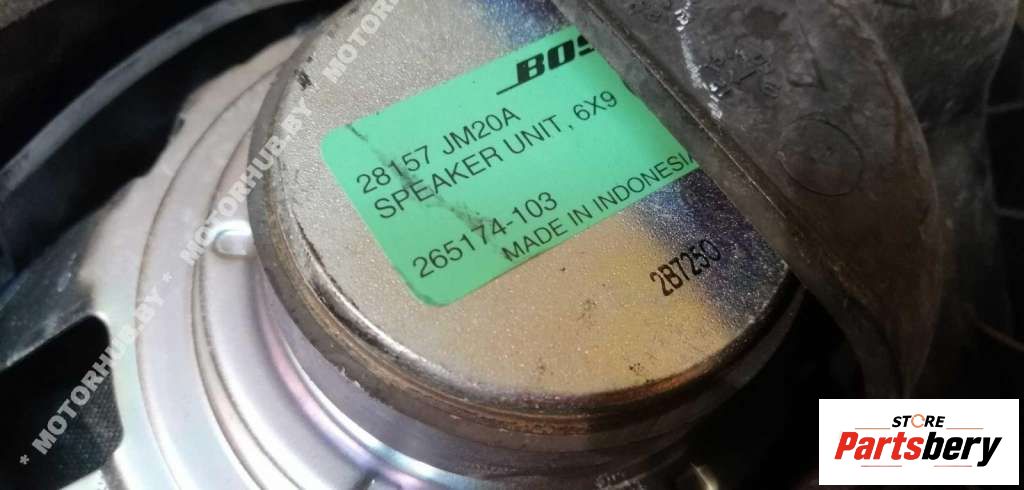 BOS
28157 JM20A
SPEAKER UNIT, 6X9
265174-103
MADE IN INDONESIA
2B7250
* MOTORHUB.BY * MOTORHUB.BY * MOTORHUB.BY
STORE
Partsbery